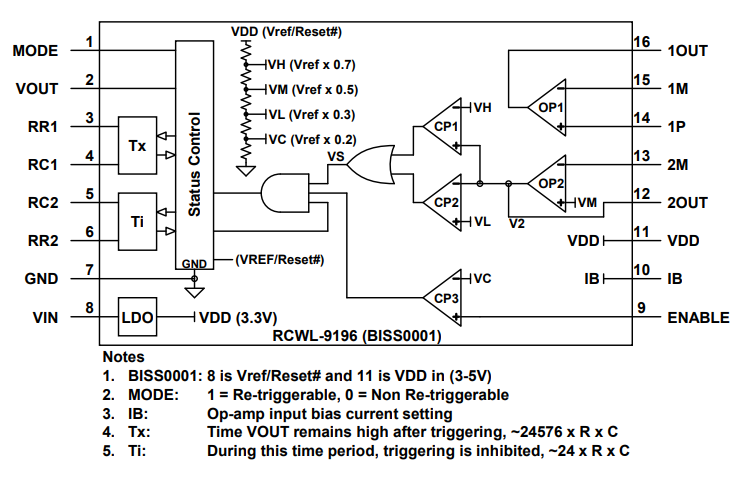 VDD (Vref/Reset#)
1 16
MODE 1OUT
VH (Vref x 0.7)
2 15
VOUT VM (Vref x 0.5) 1M
OP1
VH
3 VL (Vref x 0.3) 14
RR1 CP1 1P
Tx
VC (Vref x 0.2)
4 VS 13
RC1 2M
Status Control
OP2
5 12
RC2 CP2 VM 2OUT
Ti VL V2
6 11
RR2 VDD VDD
GND (VREF/Reset#)
7 10
GND VC IB IB
CP3
8 9
VIN LDO VDD (3.3V) ENABLE
RCWL-9196 (BISS0001)
Notes
1. BISS0001: 8 is Vref/Reset# and 11 is VDD in (3-5V)
2. MODE: 1 = Re-triggerable, 0 = Non Re-triggerable
3. IB: Op-amp input bias current setting
4. Tx: Time VOUT remains high after triggering, ~24576 x R x C
5. Ti: During this time period, triggering is inhibited, ~24 x R x C